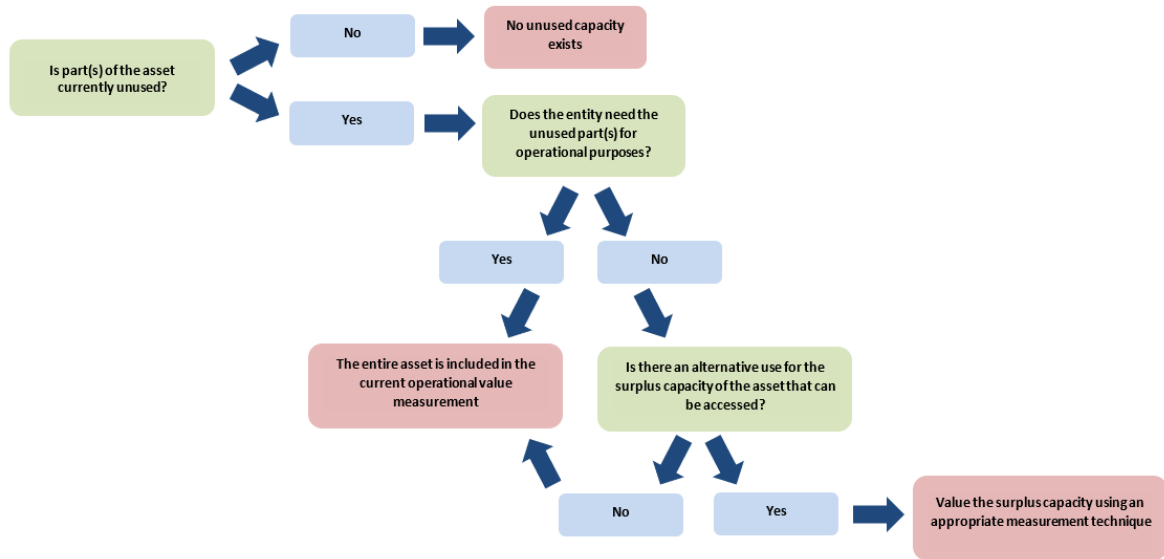 No
No unused capacity
exists
Is part(s) of the asset
currently unused?
Yes
Does the entity need the
unused part(s) for
operational purposes?
Yes
No
The entire asset is included in the
current operational value
measurement
Is there an alternative use for the
surplus capacity of the asset that can
be accessed?
No
Yes
Value the surplus capacity using an
appropriate measurement technique